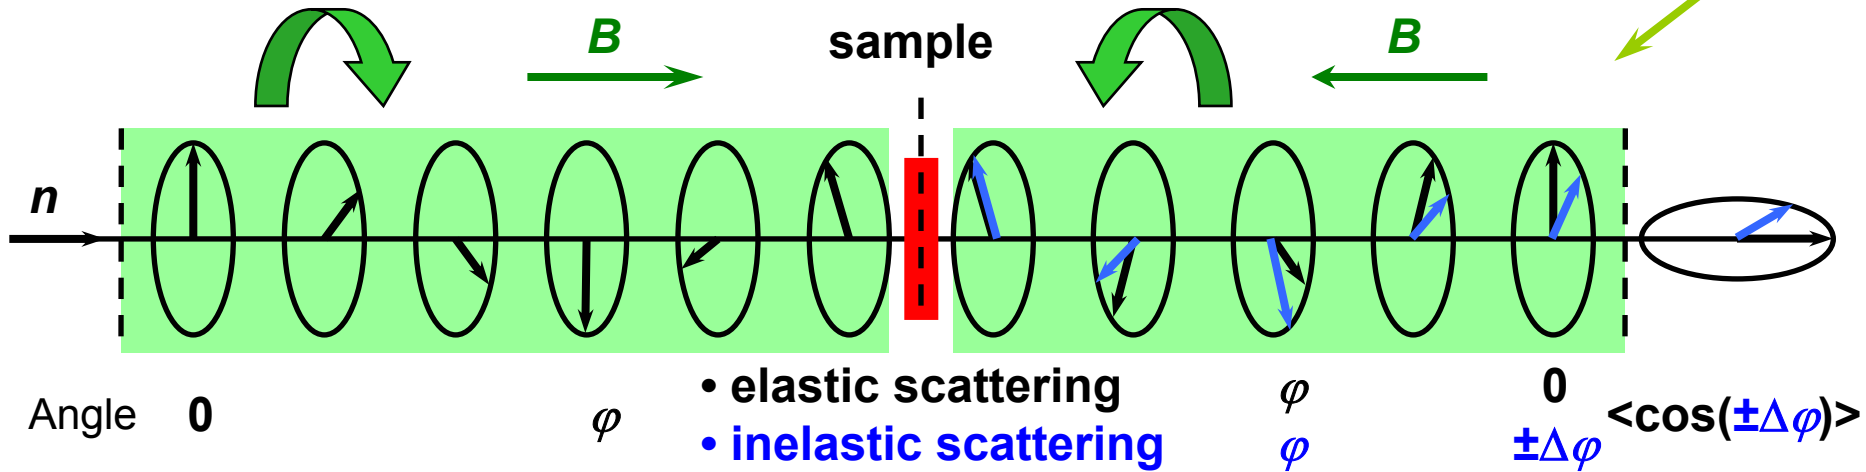 B sample B
n
• elastic scattering φ 0
Angle 0 φ <cos(±Δφ)>
• inelastic scattering φ ±Δφ